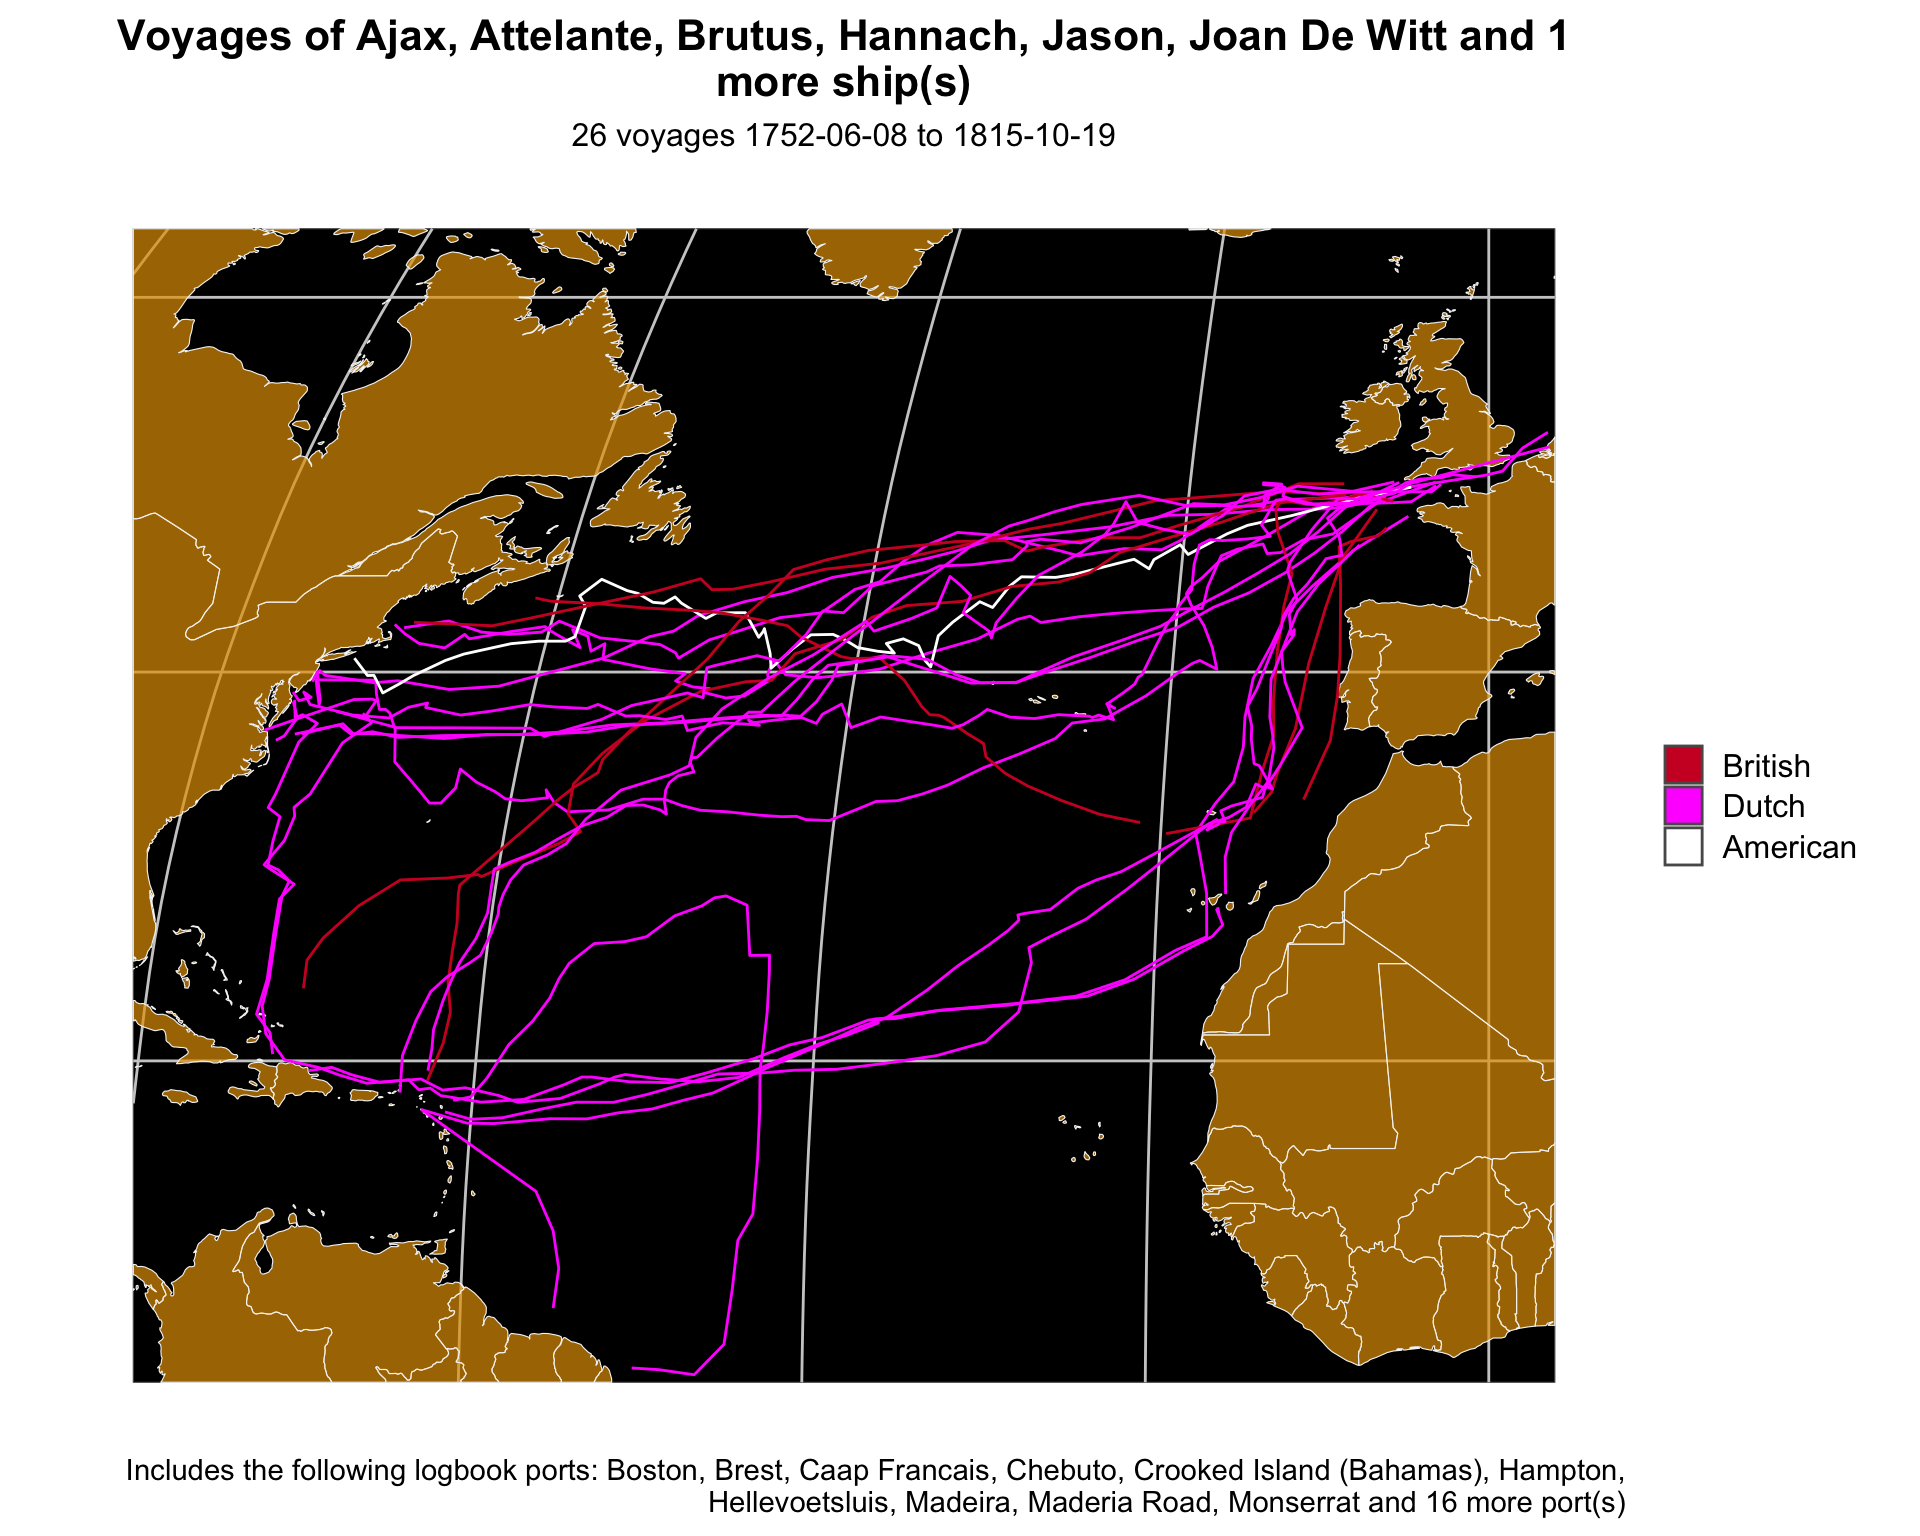 Voyages of Ajax, Attelante, Brutus, Hannach, Jason, Joan De Witt and 1
more ship(s)
26 voyages 1752-06-08 to 1815-10-19
British
Dutch
American
Includes the following logbook ports: Boston, Brest, Caap Francais, Chebuto, Crooked Island (Bahamas), Hampton,
Hellevoetsluis, Madeira, Maderia Road, Monserrat and 16 more port(s)